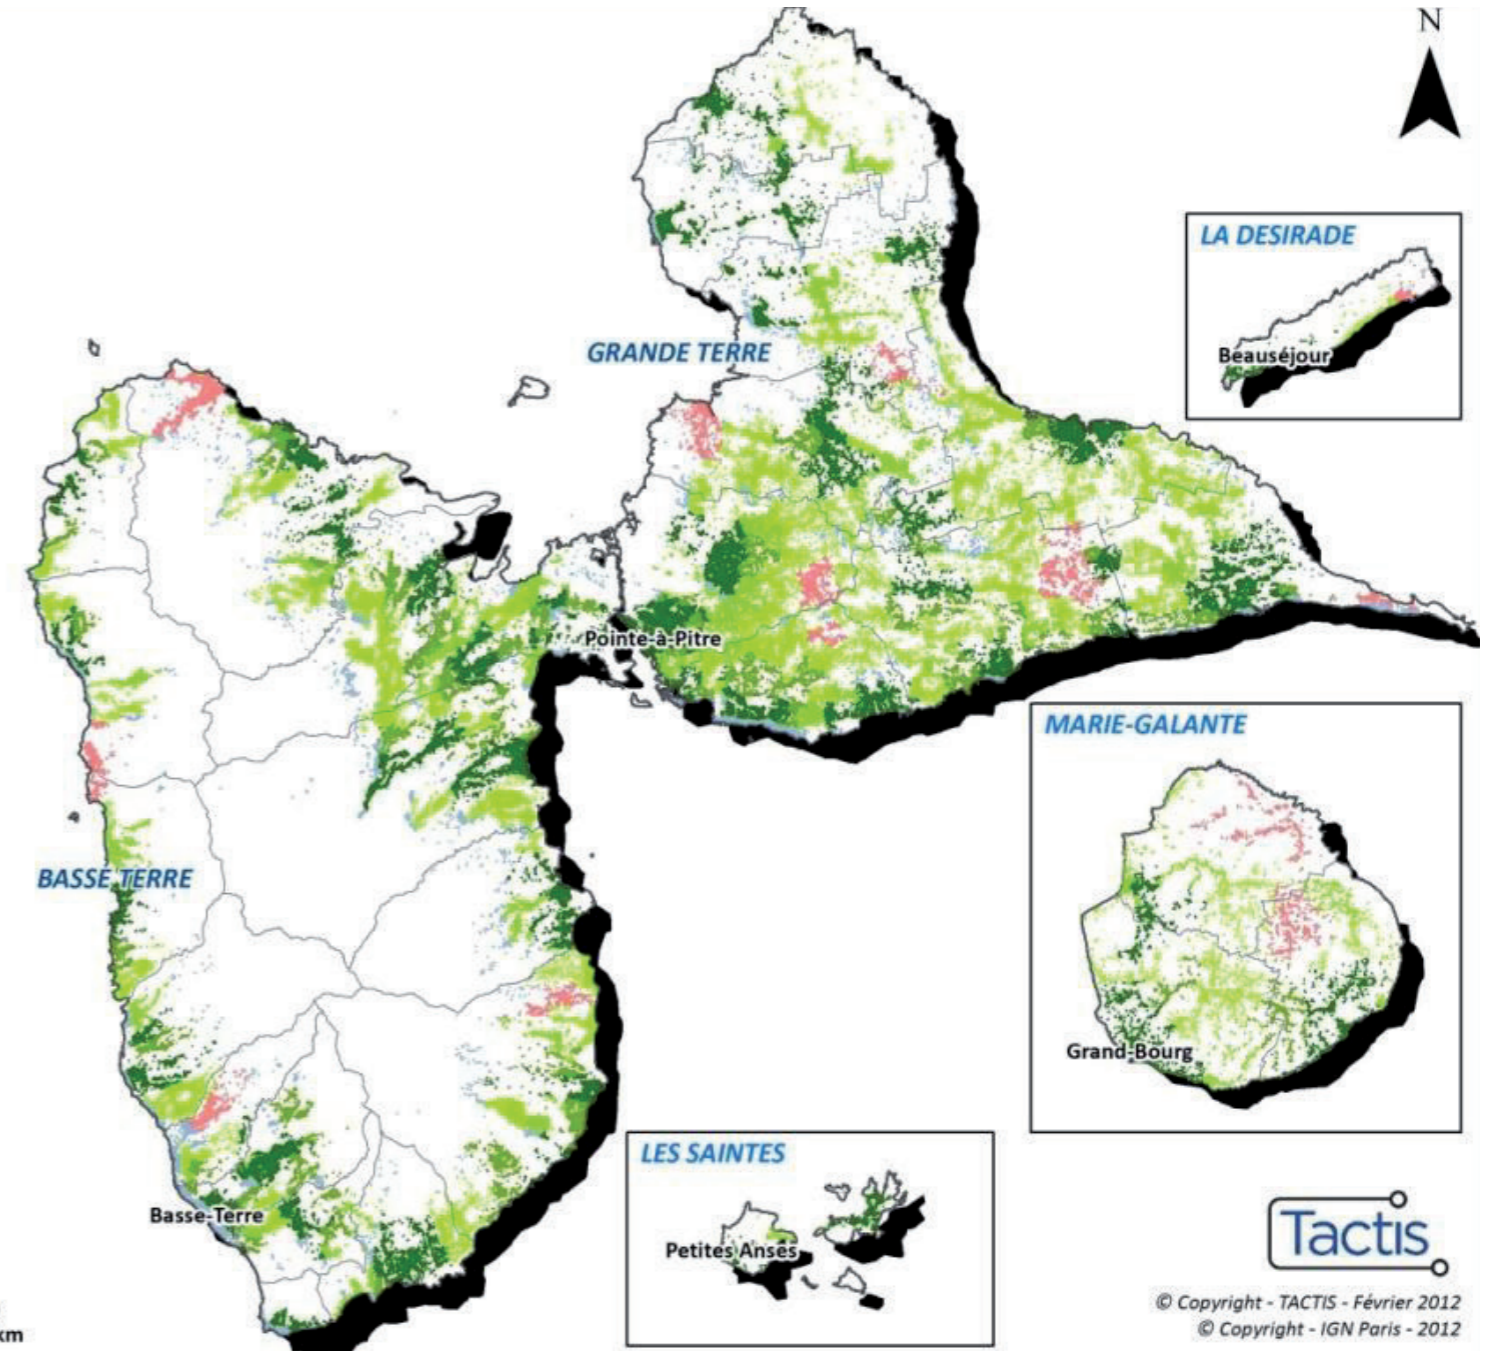 N
LA DESIRADE
Beauséjour
GRANDE TERRE
Pointe-à-Pitre
MARIE-GALANTE
Grand-Bourg
BASSE TERRE
LES SAINTES
Petites Anses
Basse-Terre
Tactis
© Copyright - TACTIS - Février 2012
© Copyright - IGN Paris - 2012
km